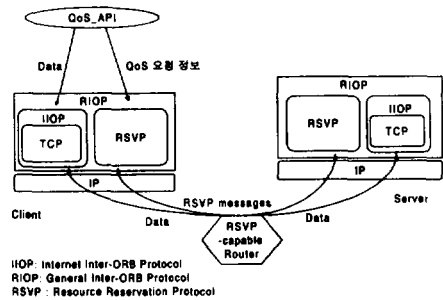 QoS_API
Data
QoS 요청 정보
RIOP
IIOP
TCP
RSVP
IP
Client
RIOP
RSVP
IIOP
TCP
IP
Server
RSVP messages
Data
Data
RSVP
-capable
Router
IIOP: Internet Inter-ORB Protocol
RIOP: General Inter-ORB Protocol
RSVP : Resource Reservation Protocol